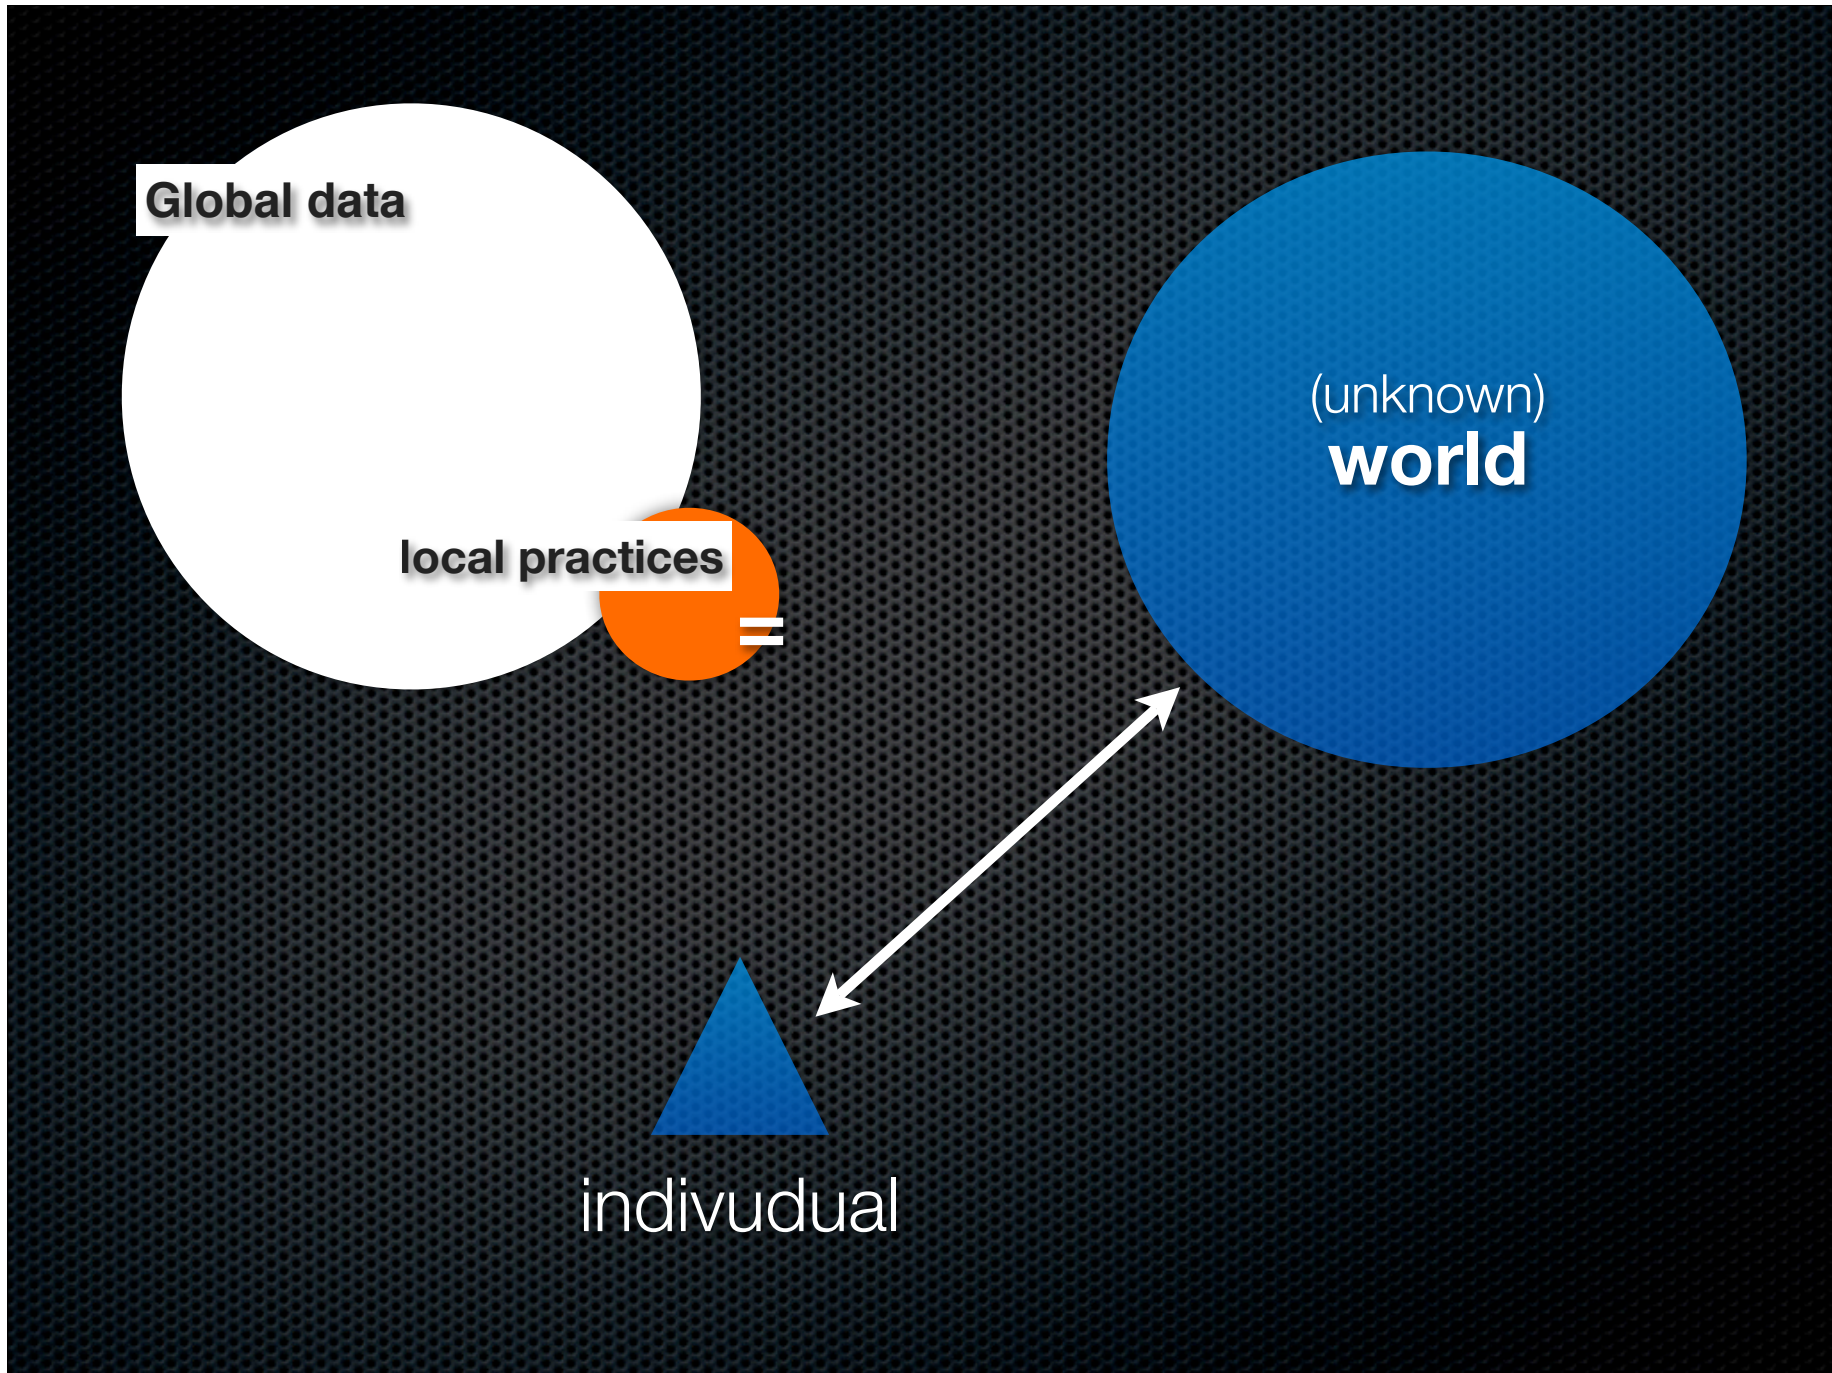 Global data
(unknown)
world
local practices
=
indivudual